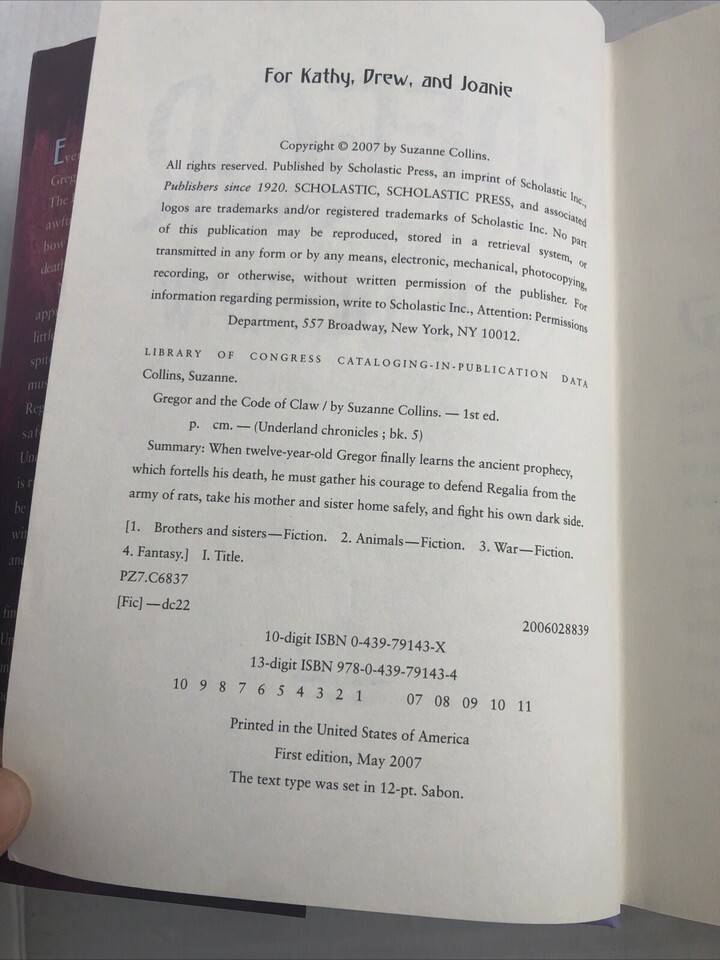 For Kathy, Drew, and Joanie
Copyright © 2007 by Suzanne Collins.
All rights reserved. Published by Scholastic Press, an imprint of Scholastic Inc.,
Publishers since 1920. SCHOLASTIC, SCHOLASTIC PRESS, and associated
logos are trademarks and/or registered trademarks of Scholastic Inc. No part
of this publication may be reproduced, stored in a retrieval system, or
transmitted in any form or by any means, electronic, mechanical, photocopying,
recording, or otherwise, without written permission of the publisher. For
information regarding permission, write to Scholastic Inc., Attention: Permissions
Department, 557 Broadway, New York, NY 10012.
LIBRARY OF CONGRESS CATALOGING-IN-PUBLICATION DATA
Collins, Suzanne.
Gregor and the Code of Claw / by Suzanne Collins. — 1st ed.
p. cm. — (Underland chronicles ; bk. 5)
Summary: When twelve-year-old Gregor finally learns the ancient prophecy,
which fortells his death, he must gather his courage to defend Regalia from the
army of rats, take his mother and sister home safely, and fight his own dark side.
[1. Brothers and sisters—Fiction. 2. Animals—Fiction. 3. War—Fiction.
4. Fantasy.] I. Title.
PZ7.C6837
[Fic] —dc22
2006028839
10-digit ISBN 0-439-79143-X
13-digit ISBN 978-0-439-79143-4
10 9 8 7 6 5 4 3 2 1 07 08 09 10 11
Printed in the United States of America
First edition, May 2007
The text type was set in 12-pt. Sabon.